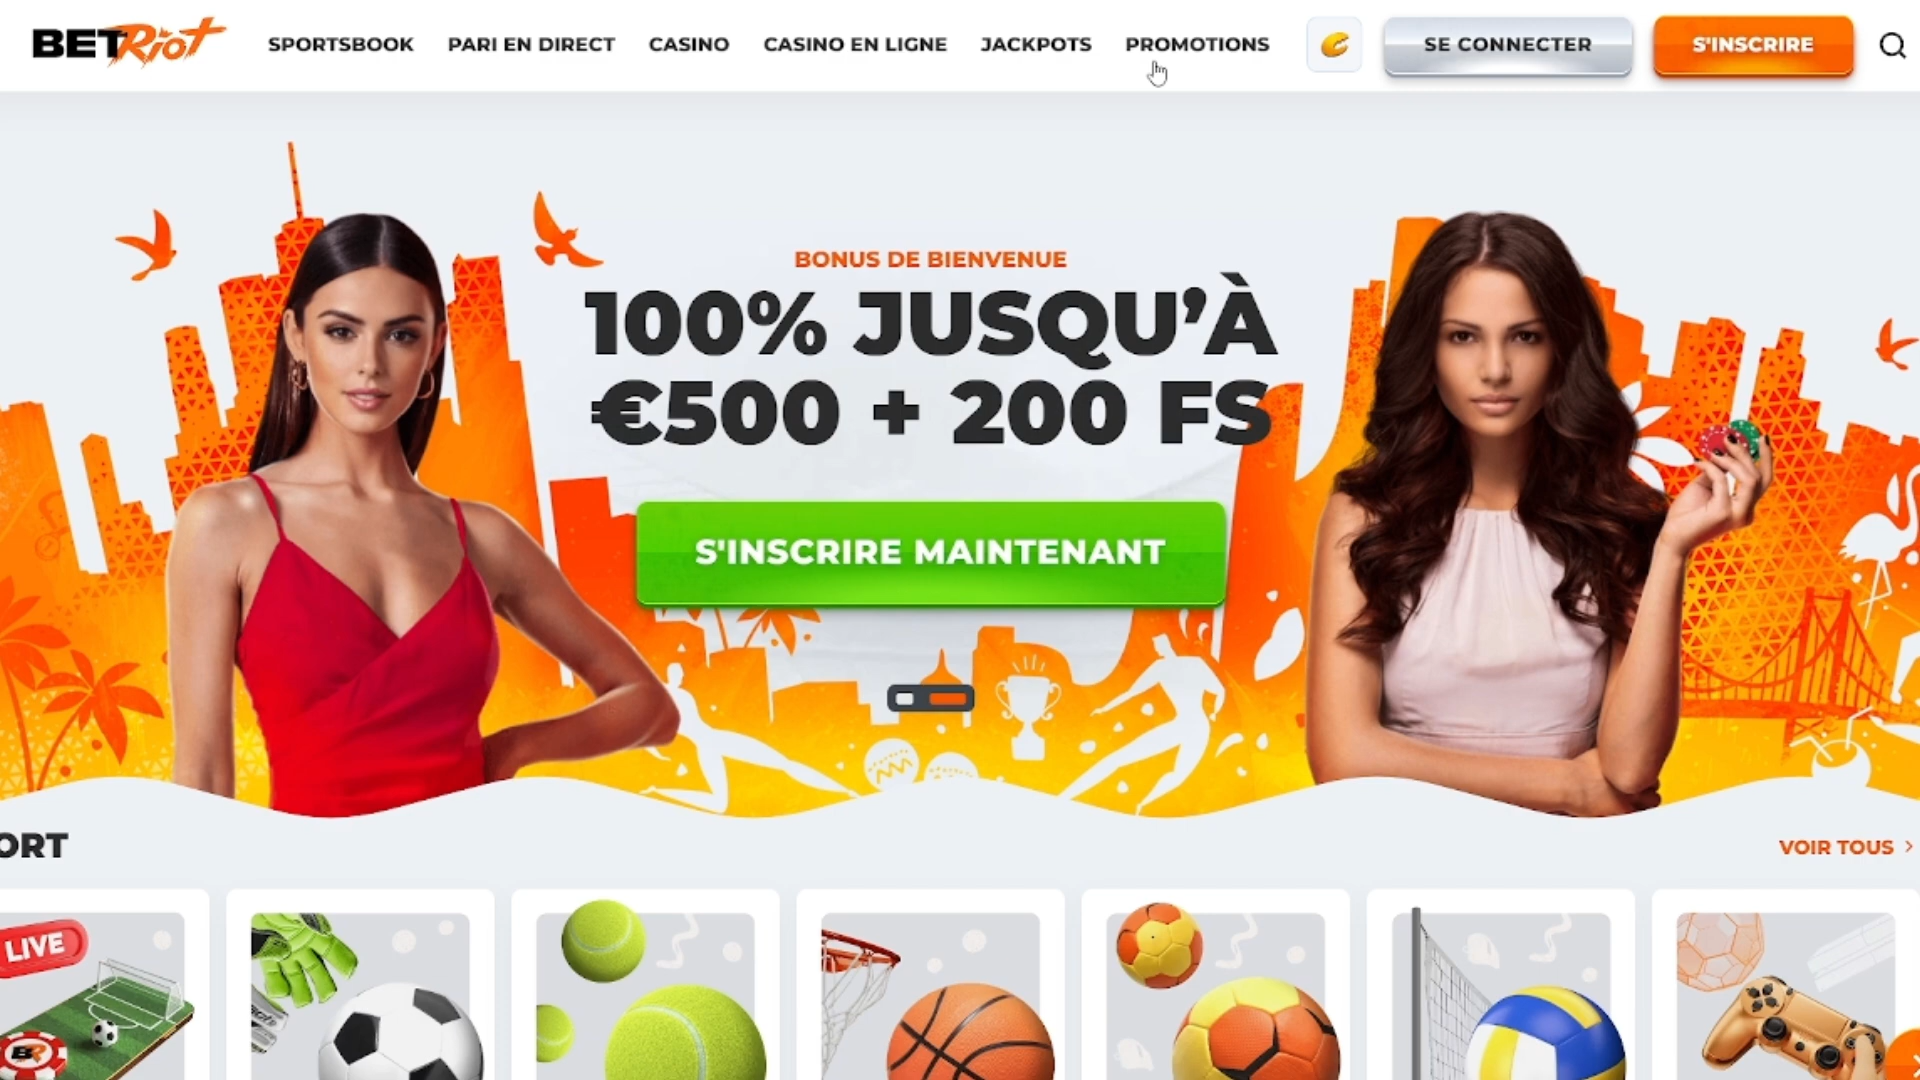 BETRiot
SPORTSBOOK PARI EN DIRECT CASINO CASINO EN LIGNE JACKPOTS PROMOTIONS SE CONNECTER S'INSCRIRE
BONUS DE BIENVENUE
100% JUSQU'À
€500 + 200 FS
S'INSCRIRE MAINTENANT
ORT
VOIR TOUS
LIVE
BR